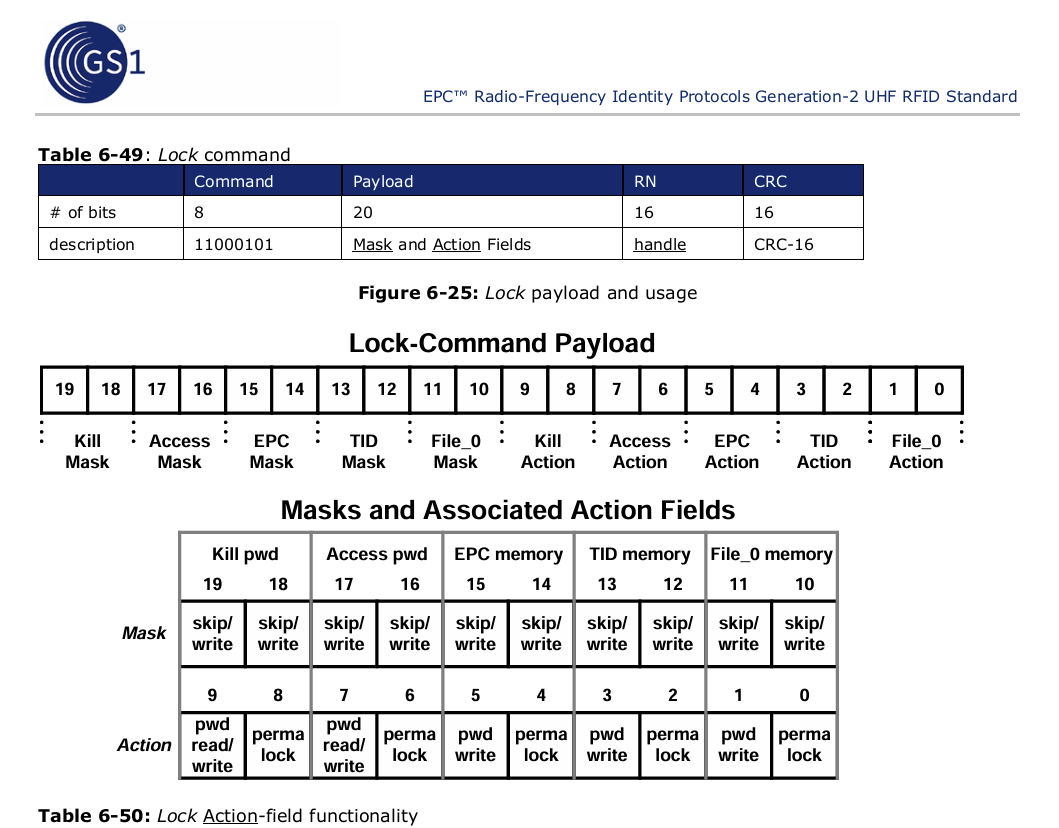 GS1®
EPC™ Radio-Frequency Identity Protocols Generation-2 UHF RFID Standard
Table 6-49: Lock command
Command Payload RN CRC
# of bits 8 20 16 16
description 11000101 Mask and Action Fields handle CRC-16
Figure 6-25: Lock payload and usage
Lock-Command Payload
19 18 17 16 15 14 13 12 11 10 9 8 7 6 5 4 3 2 1 0
Kill Access EPC TID File_0 Kill Access EPC TID File_0
Mask Mask Mask Mask Mask Action Action Action Action Action
Masks and Associated Action Fields
Kill pwd Access pwd EPC memory TID memory File_0 memory
19 18 17 16 15 14 13 12 11 10
Mask skip/ write skip/ write skip/ write skip/ write skip/ write skip/ write skip/ write skip/ write skip/ write skip/ write
9 8 7 6 5 4 3 2 1 0
Action pwd read/ write perma lock pwd read/ write perma lock pwd write perma lock pwd write perma lock pwd write perma lock
Table 6-50: Lock Action-field functionality